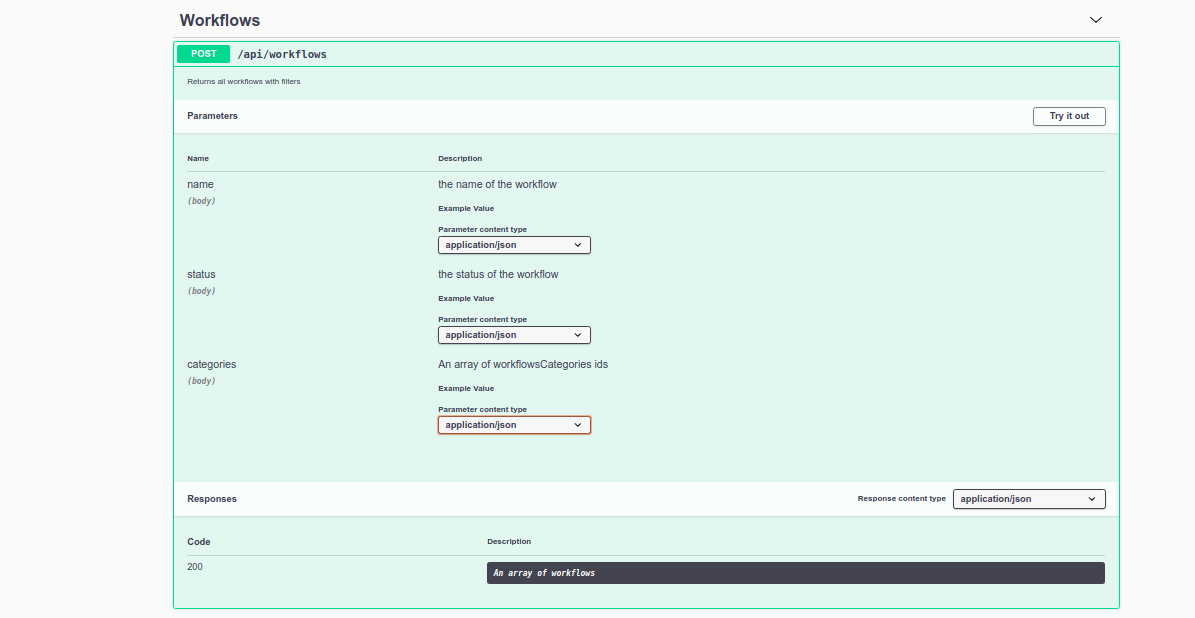 Workflows
POST /api/workflows
Returns all workflows with filters
Parameters Try it out
Name Description
name the name of the workflow
(body)
Example Value
Parameter content type
application/json
status the status of the workflow
(body)
Example Value
Parameter content type
application/json
categories An array of workflowsCategories ids
(body)
Example Value
Parameter content type
application/json
Responses Response content type application/json
Code Description
200 An array of workflows